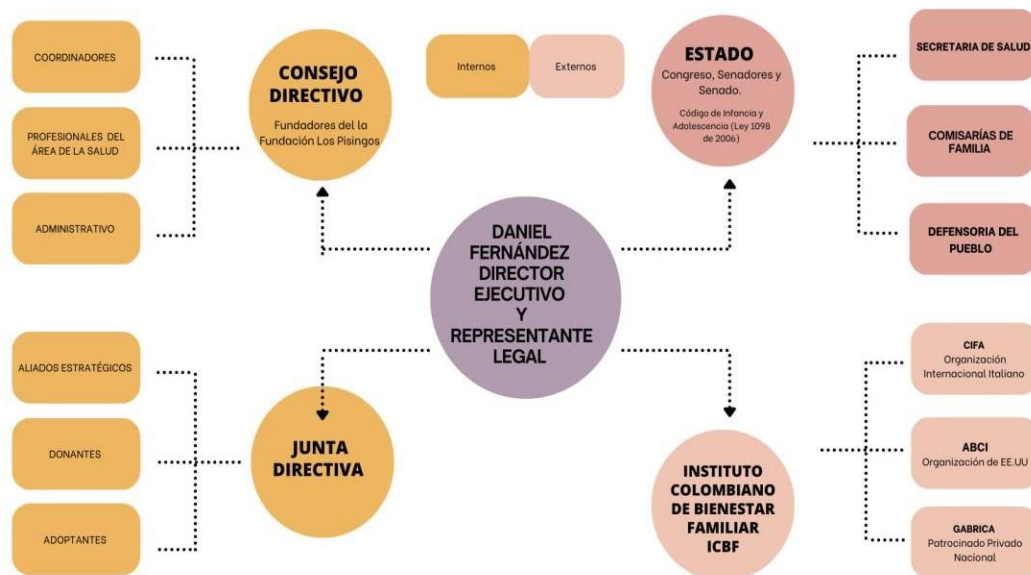 COORDINADORES
PROFESIONALES DEL
ÁREA DE LA SALUD
ADMINISTRATIVO
CONSEJO
DIRECTIVO
Fundadores del la
Fundación Los Pisingos
Internos
Externos
ESTADO
Congreso, Senadores y
Senado.
Código de Infancia y
Adolescencia (Ley 1098
de 2006)
SECRETARIA DE SALUD
COMISARÍAS DE
FAMILIA
DEFENSORIA DEL
PUEBLO
DANIEL
FERNÁNDEZ
DIRECTOR
EJECUTIVO
Y
REPRESENTANTE
LEGAL
ALIADOS ESTRATÉGICOS
DONANTES
ADOPTANTES
JUNTA
DIRECTIVA
INSTITUTO
COLOMBIANO
DE BIENESTAR
FAMILIAR
ICBF
CIFA
Organización
Internacional Italiano
ABCI
Organización de EE.UU
GABRICA
Patrocinado Privado
Nacional